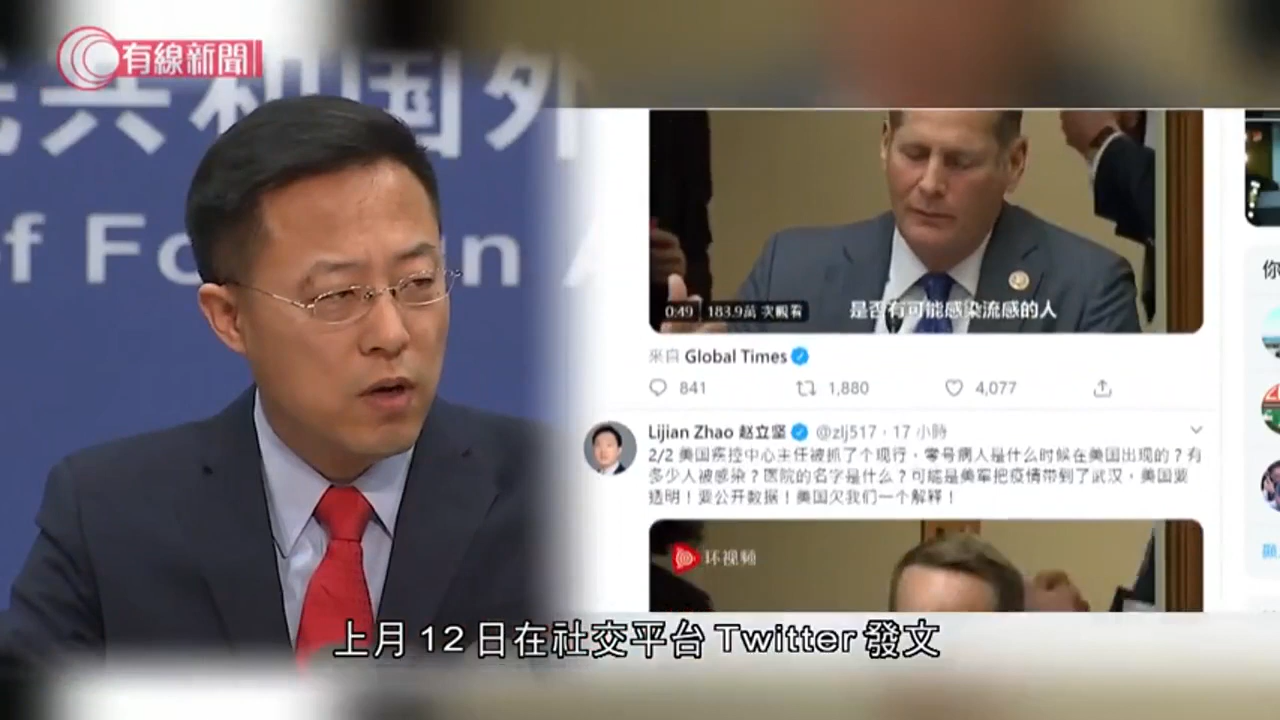 有線新聞
共和国外
of Fo n A
0:49 183.9萬 次觀看
是否有可能感染流感的人
來自 Global Times
841 1,880 4,077
Lijian Zhao 赵立坚 @zlj517 · 17 小時
2/2 美国疾控中心主任被抓了个现行，零号病人是什么时候在美国出现的？有
多少人被感染？医院的名字是什么？可能是美军把疫情带到了武汉，美国要
透明！要公开数据！美国欠我们一个解释！
环视频
你
上月 12 日在社交平台 Twitter 發文